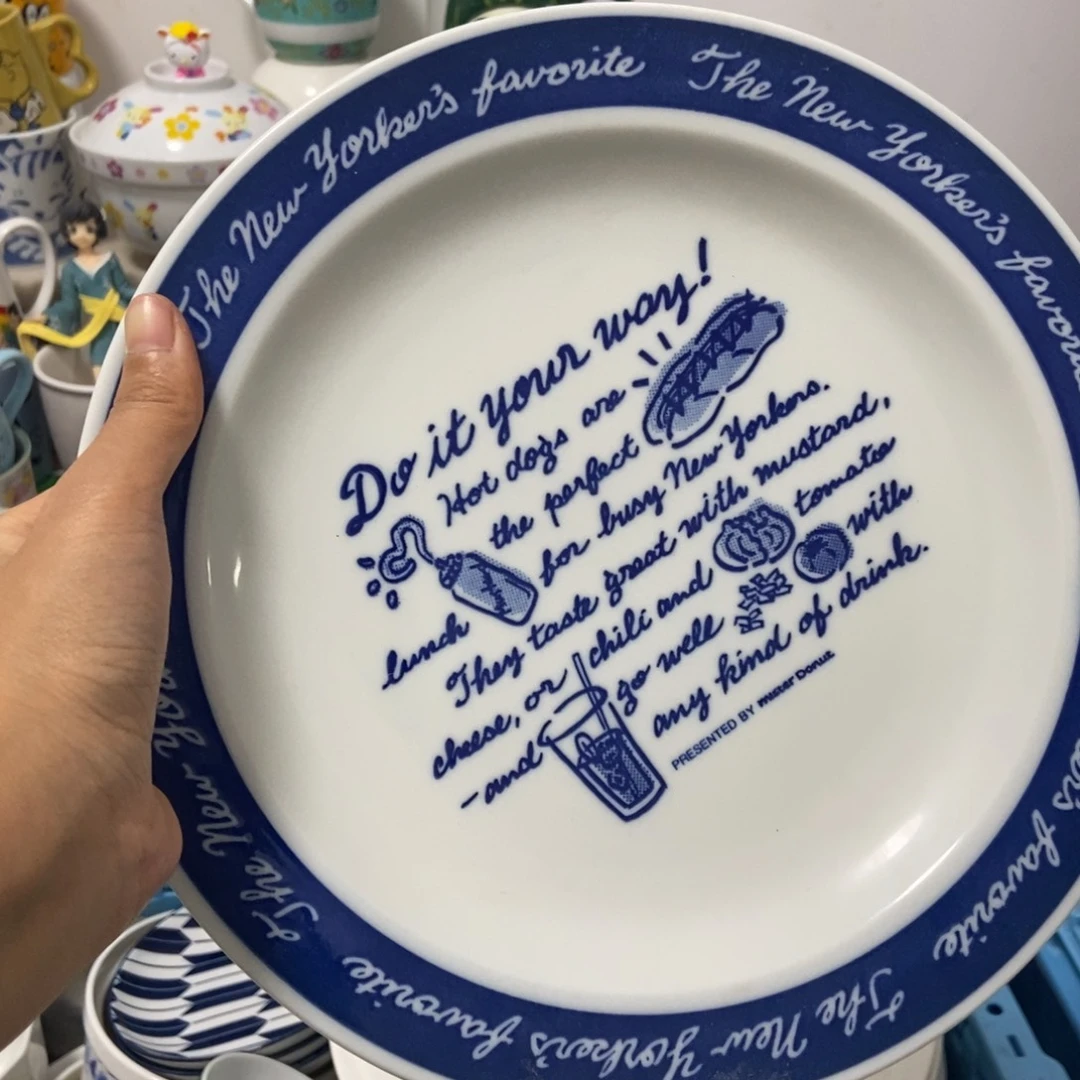 The New Yorker's favorite
The New Yorker's favorite
Do it your way!
Hot dogs are
the perfect
lunch for busy New Yorkers.
They taste great with mustard,
cheese, or chili and tomato
-and go well with
any kind of drink.
PRESENTED BY mister Donut
The New Yorker's favorite
favorite
The New Yor